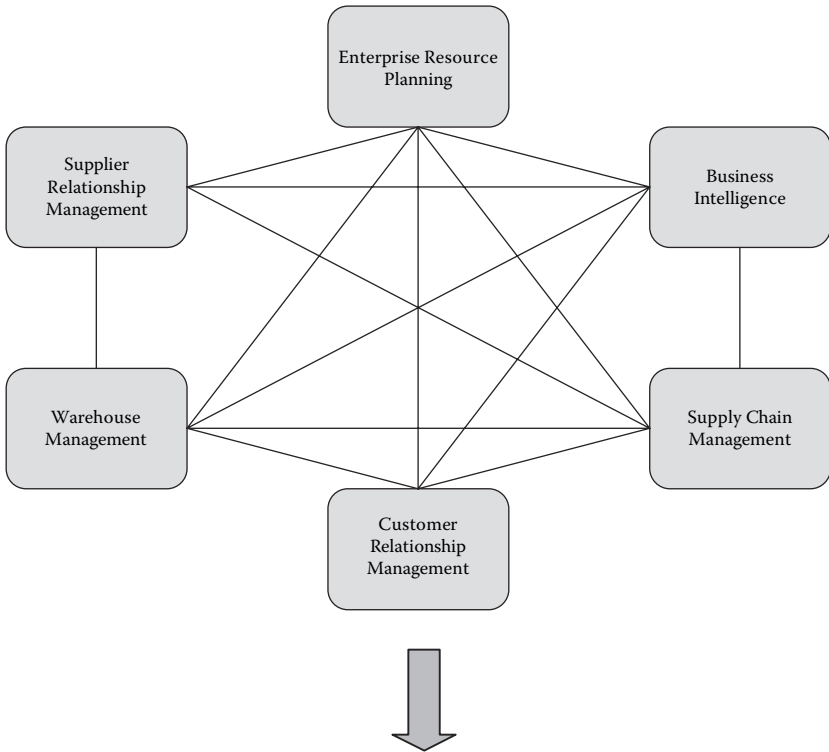 Enterprise Resource
Planning
Supplier
Relationship
Management
Business
Intelligence
Warehouse
Management
Supply Chain
Management
Customer
Relationship
Management